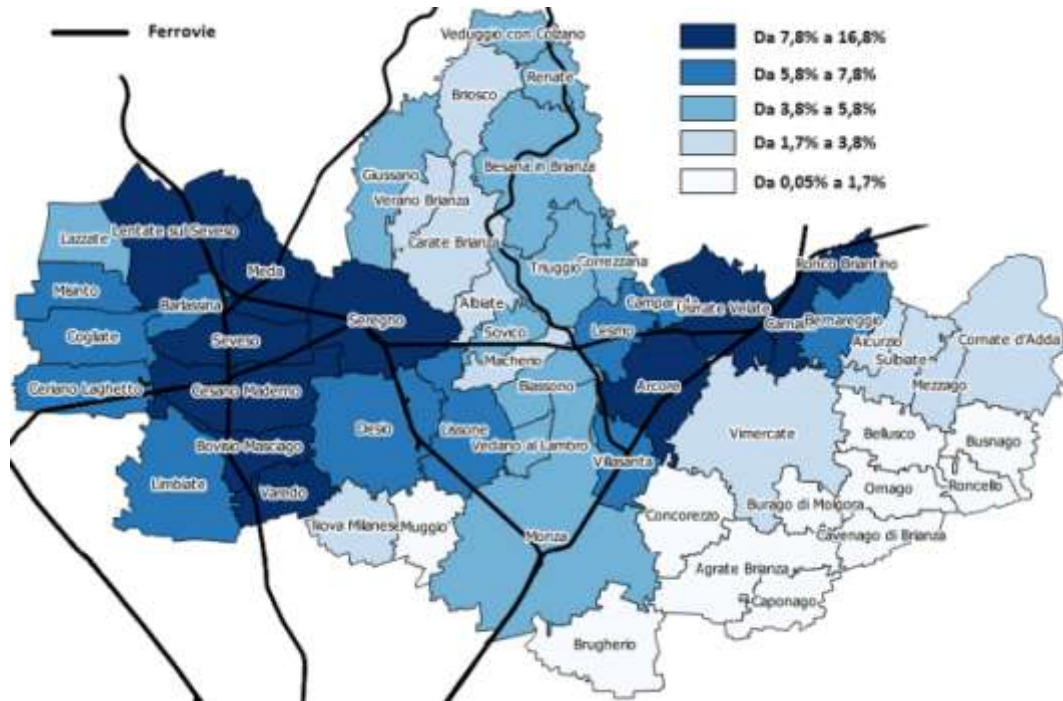 Ferrovie
Da 7,8% a 16,8%
Da 5,8% a 7,8%
Da 3,8% a 5,8%
Da 1,7% a 3,8%
Da 0,05% a 1,7%
Veduggio con Colzano
Renate
Briosco
Besana in Brianza
Giussano
Verano Brianza
Carate Brianza
Triuggio
Correzzana
Lentate sul Seveso
Lazzate
Meda
Misinto
Barlassina
Cogliate
Seveso
Seregno
Albiate
Sovico
Macherio
Lesmo
Usmate Velate
Ronco Briantino
Bernareggio
Aicurzio
Sulbiate
Cornate d'Adda
Mezzago
Ceriano Laghetto
Cesano Maderno
Biassono
Arcore
Desio
Lissone
Vedano al Lambro
Bovisio Masciago
Villasanta
Vimercate
Bellusco
Busnago
Limbiate
Varedo
Ornago
Roncello
Nova Milanese
Muggio
Concorezzo
Burago di Molgora
Cavenago di Brianza
Monza
Agrate Brianza
Caponago
Brugherio